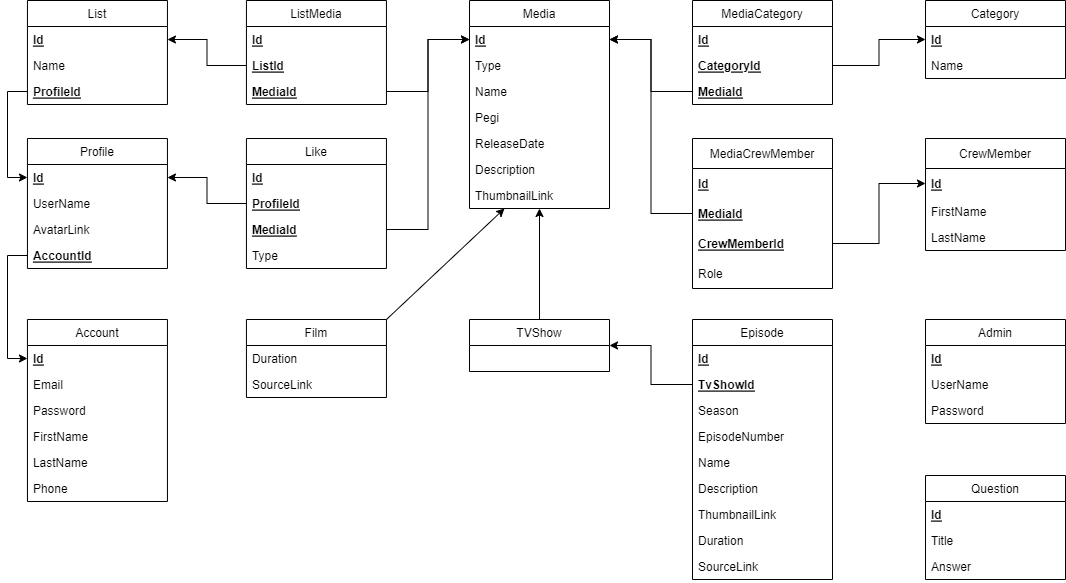 List
Id
Name
ProfileId
ListMedia
Id
ListId
MediaId
Media
Id
Type
Name
Pegi
ReleaseDate
Description
ThumbnailLink
MediaCategory
Id
CategoryId
MediaId
Category
Id
Name
Profile
Id
UserName
AvatarLink
AccountId
Like
Id
ProfileId
MediaId
Type
MediaCrewMember
Id
MediaId
CrewMemberId
Role
CrewMember
Id
FirstName
LastName
Account
Id
Email
Password
FirstName
LastName
Phone
Film
Duration
SourceLink
TVShow
Episode
Id
TvShowId
Season
EpisodeNumber
Name
Description
ThumbnailLink
Duration
SourceLink
Admin
Id
UserName
Password
Question
Id
Title
Answer